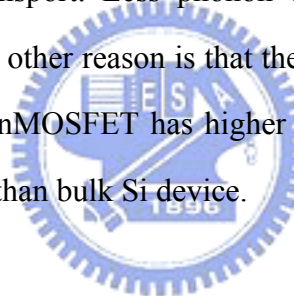 nsport. Less phonon
other reason is that the
nMOSFET has higher
than bulk Si device.
E S
1896